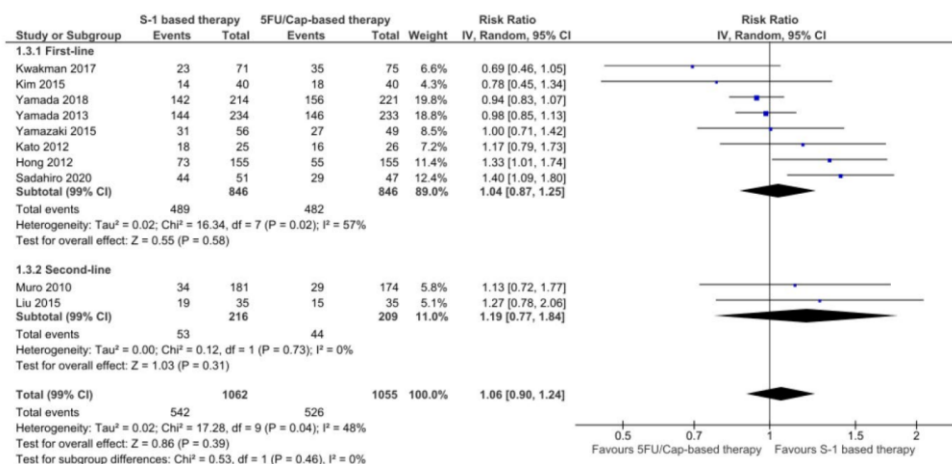 S-1 based therapy 5FU/Cap-based therapy Risk Ratio Risk Ratio
Study or Subgroup Events Total Events Total Weight IV, Random, 95% CI IV, Random, 95% CI
1.3.1 First-line
Kwakman 2017 23 71 35 75 6.6% 0.69 [0.46, 1.05]
Kim 2015 14 40 18 40 4.3% 0.78 [0.45, 1.34]
Yamada 2018 142 214 156 221 19.8% 0.94 [0.83, 1.07]
Yamada 2013 144 234 146 233 18.8% 0.98 [0.85, 1.13]
Yamazaki 2015 31 56 27 49 8.5% 1.00 [0.71, 1.42]
Kato 2012 18 25 16 26 7.2% 1.17 [0.79, 1.73]
Hong 2012 73 155 55 155 11.4% 1.33 [1.01, 1.74]
Sadahiro 2020 44 51 29 47 12.4% 1.40 [1.09, 1.80]
Subtotal (99% CI) 846 846 89.0% 1.04 [0.87, 1.25]
Total events 489 482
Heterogeneity: Tau² = 0.02; Chi² = 16.34, df = 7 (P = 0.02); I² = 57%
Test for overall effect: Z = 0.55 (P = 0.58)
1.3.2 Second-line
Muro 2010 34 181 29 174 5.8% 1.13 [0.72, 1.77]
Liu 2015 19 35 15 35 5.1% 1.27 [0.78, 2.06]
Subtotal (99% CI) 216 209 11.0% 1.19 [0.77, 1.84]
Total events 53 44
Heterogeneity: Tau² = 0.00; Chi² = 0.12, df = 1 (P = 0.73); I² = 0%
Test for overall effect: Z = 1.03 (P = 0.31)
Total (99% CI) 1062 1055 100.0% 1.06 [0.90, 1.24]
Total events 542 526
Heterogeneity: Tau² = 0.02; Chi² = 17.28, df = 9 (P = 0.04); I² = 48%
Test for overall effect: Z = 0.86 (P = 0.39)
Test for subgroup differences: Chi² = 0.53, df = 1 (P = 0.46), I² = 0%
0.5 0.7 1 1.5 2
Favours 5FU/Cap-based therapy Favours S-1 based therapy